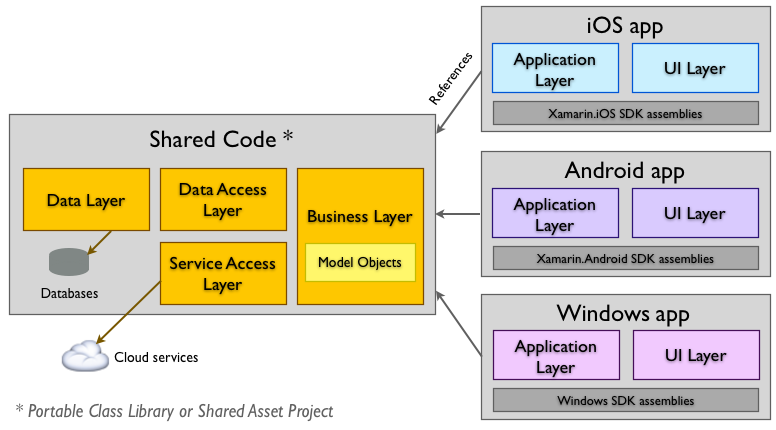 iOS app
Application
Layer
UI Layer
Xamarin.iOS SDK assemblies
References
Shared Code *
Data Layer
Data Access
Layer
Business Layer
Model Objects
Service Access
Layer
Databases
Cloud services
Android app
Application
Layer
UI Layer
Xamarin.Android SDK assemblies
Windows app
Application
Layer
UI Layer
Windows SDK assemblies
* Portable Class Library or Shared Asset Project